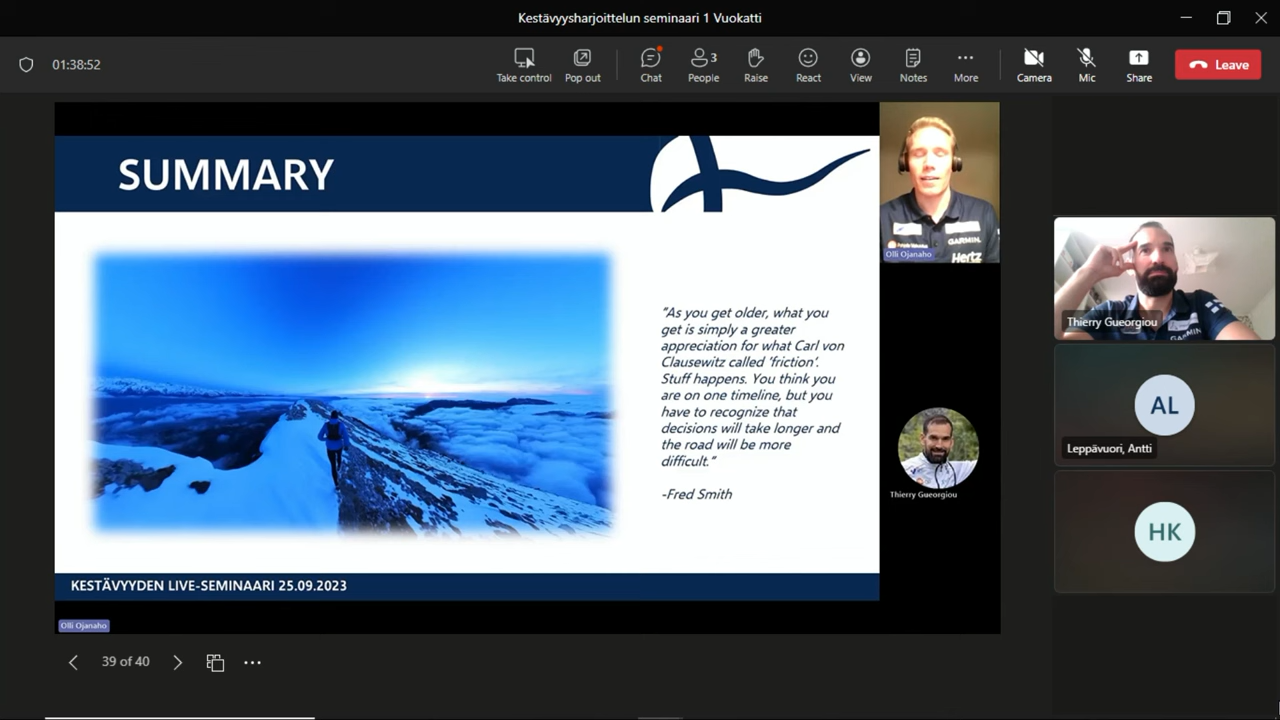 Kestävyysharjoittelun seminaari 1 Vuokatti
01:38:52
Take control
Pop out
Chat
3
People
Raise
React
View
Notes
More
Camera
Mic
Share
Leave
SUMMARY
"As you get older, what you
get is simply a greater
appreciation for what Carl von
Clausewitz called 'friction'.
Stuff happens. You think you
are on one timeline, but you
have to recognize that
decisions will take longer and
the road will be more
difficult."
-Fred Smith
KESTÄVYYDEN LIVE-SEMINAARI 25.09.2023
Olli Ojanaho
GARMIN
Hertz
Olli Ojanaho
Thierry Gueorgiou
Thierry Gueorgiou
GARMIN
AL
Leppävuori, Antti
HK
39 of 40